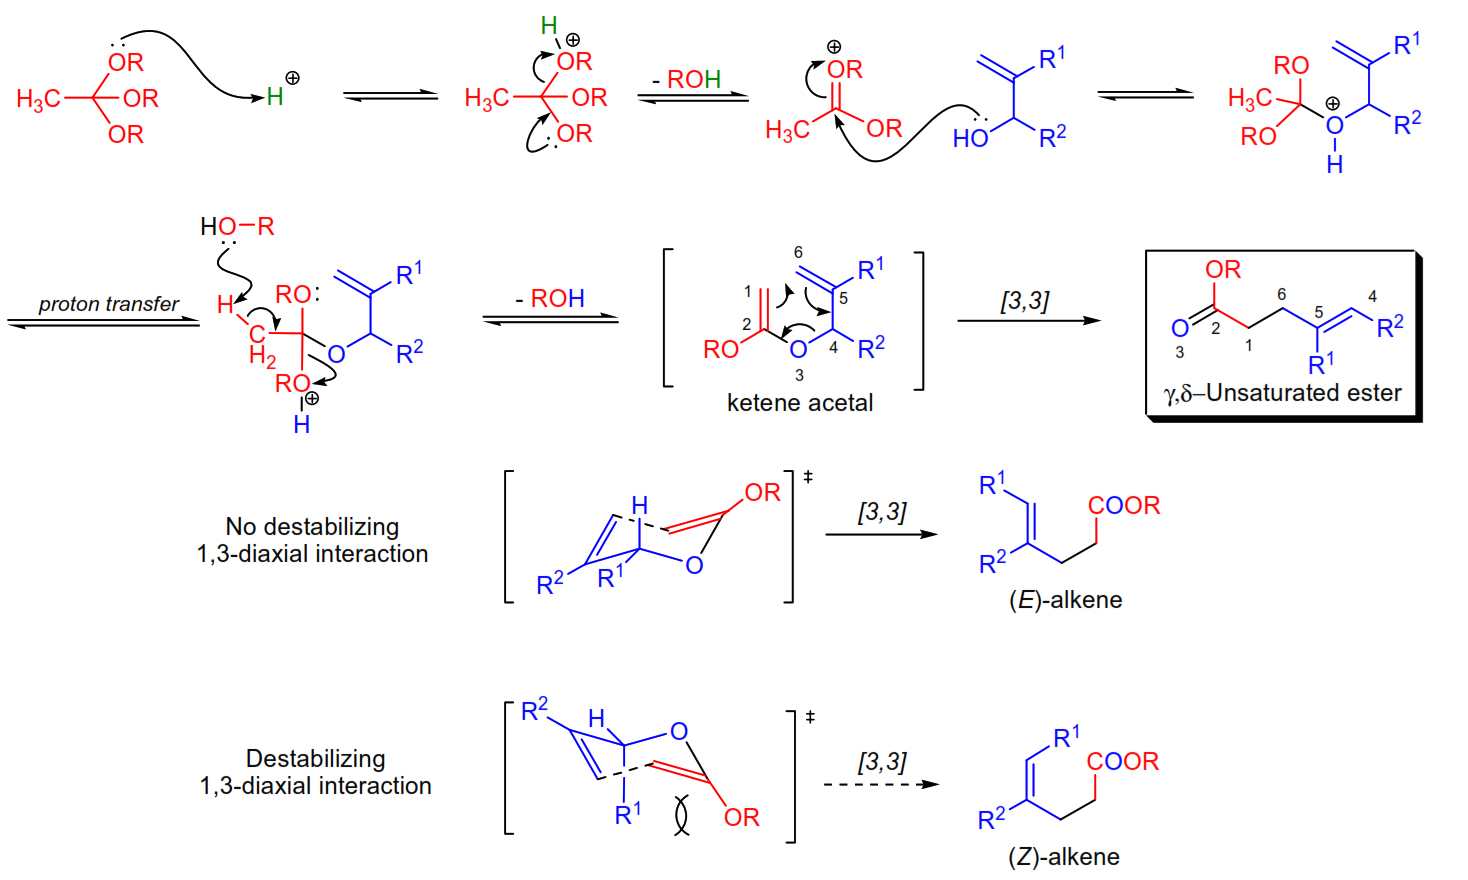 OR
H₃C OR
OR
H ⊕
H
⊕
OR
H₃C OR
OR
- ROH
⊕
OR
H₃C OR
R¹
HO R²
R¹
RO
H₃C ⊕
RO O R²
H
HO–R
proton transfer
H
C
H₂
RO
R¹
O R²
RO
⊕
H
- ROH
6
R¹
1
5
2
RO O R²
3
4
ketene acetal
[3,3]
OR
6
4
5
O 2
R²
3
1
R¹
γ,δ–Unsaturated ester
No destabilizing
1,3-diaxial interaction
OR
H
O
R² R¹
‡
[3,3]
R¹
COOR
R²
(E)-alkene
Destabilizing
1,3-diaxial interaction
R²
H
O
R¹
OR
‡
[3,3]
R¹
COOR
R²
(Z)-alkene